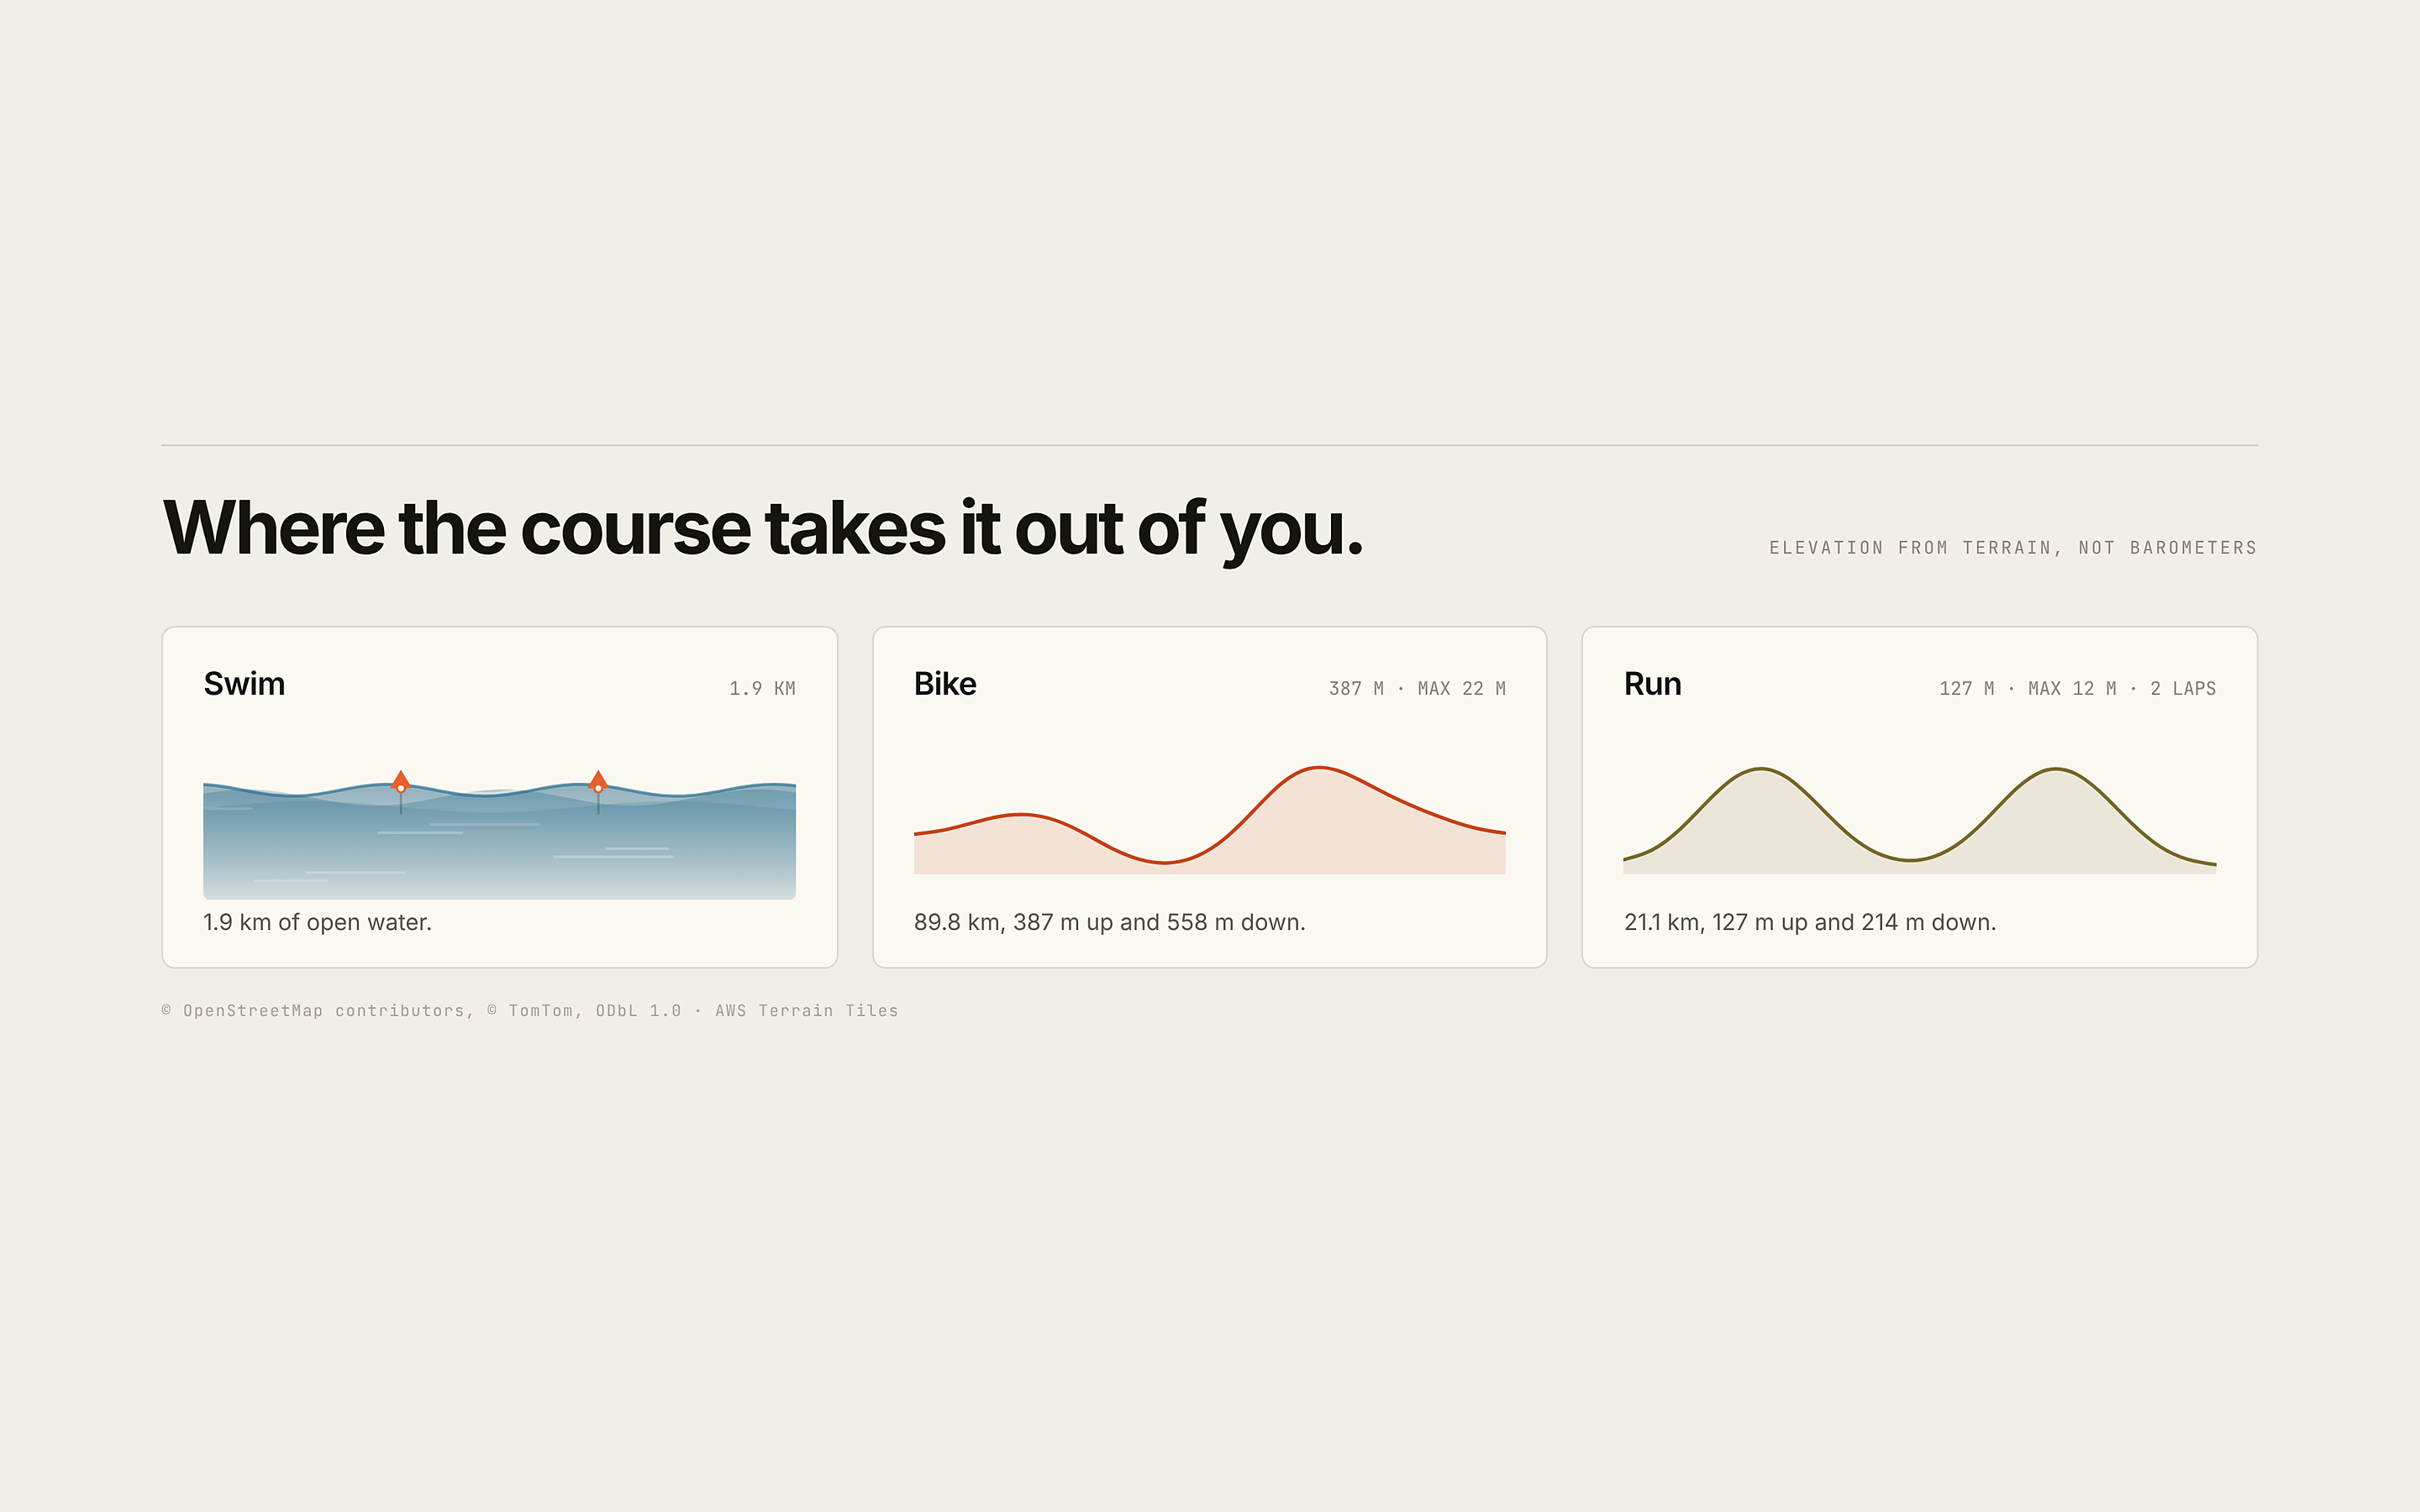 Where the course takes it out of you.
ELEVATION FROM TERRAIN, NOT BAROMETERS
Swim
1.9 KM
1.9 km of open water.
Bike
387 M · MAX 22 M
89.8 km, 387 m up and 558 m down.
Run
127 M · MAX 12 M · 2 LAPS
21.1 km, 127 m up and 214 m down.
© OpenStreetMap contributors, © TomTom, ODbL 1.0 · AWS Terrain Tiles